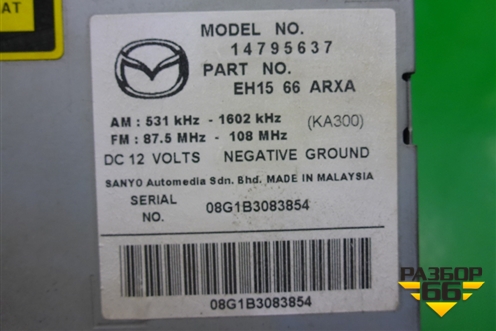 AT
MODEL NO.
14795637
PART NO.
EH15 66 ARXA
AM : 531 kHz - 1602 kHz (KA300)
FM : 87.5 MHz - 108 MHz
DC 12 VOLTS NEGATIVE GROUND
SANYO Automedia Sdn. Bhd. MADE IN MALAYSIA
SERIAL NO. 08G1B3083854
08G1B3083854
РАЗБОР
66